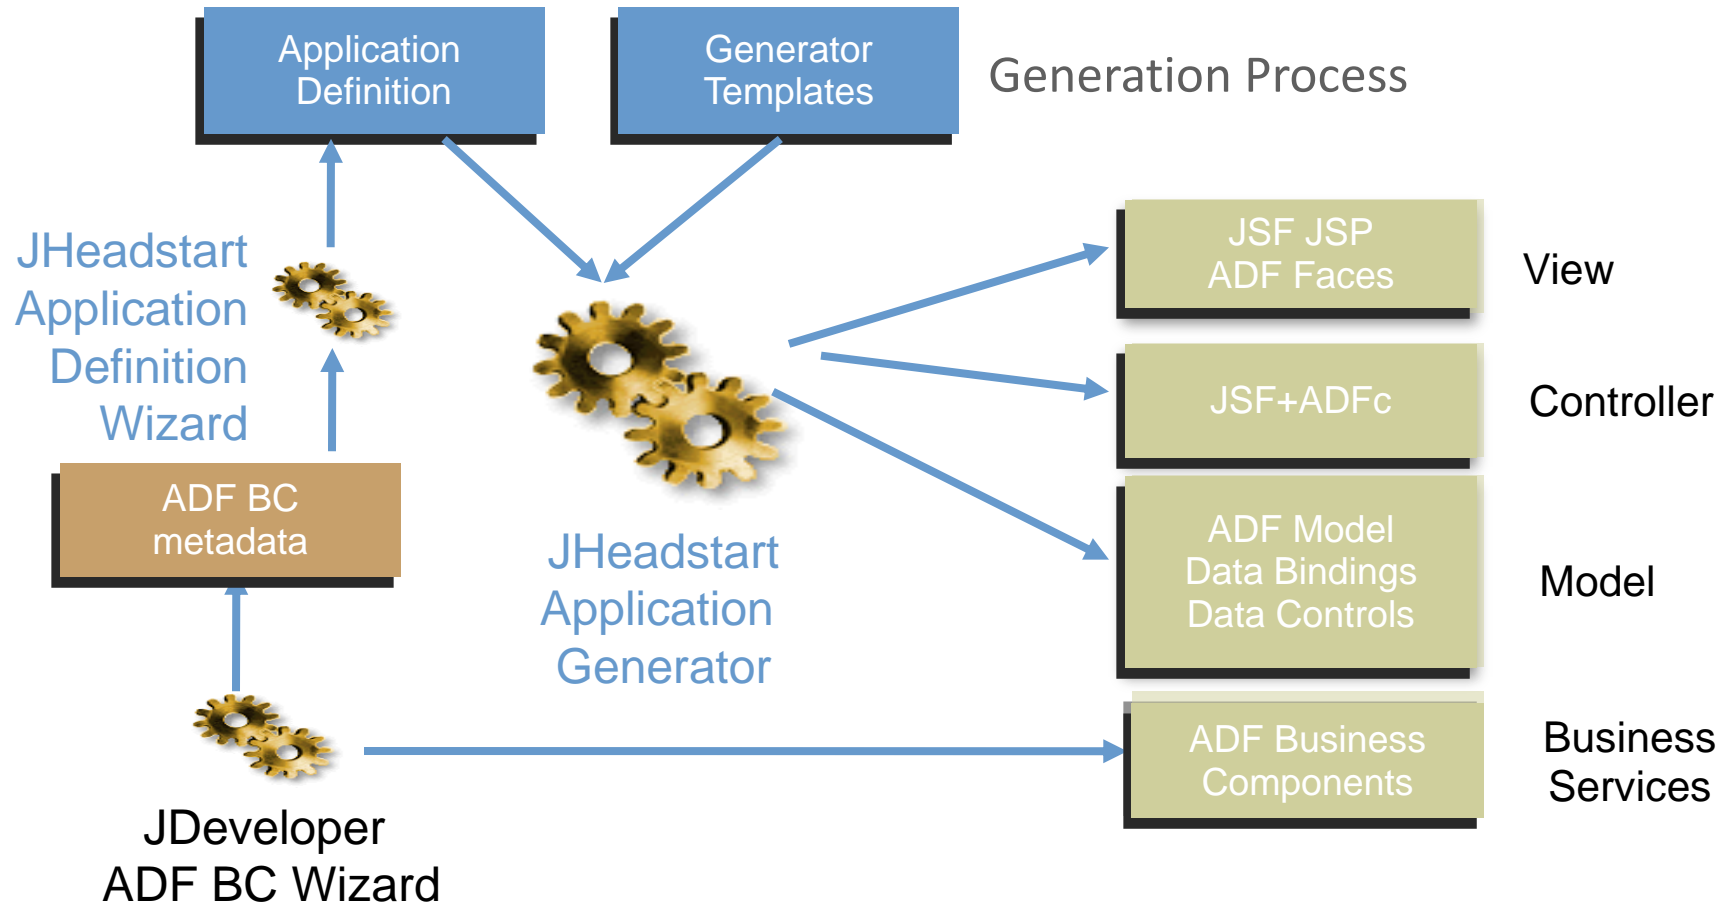 Application
Definition
Generator
Templates
Generation Process
JHeadstart
Application
Definition
Wizard
JSF JSP
ADF Faces
View
JSF+ADFc
Controller
ADF BC
metadata
JHeadstart
Application
Generator
ADF Model
Data Bindings
Data Controls
Model
ADF Business
Components
Business
Services
JDeveloper
ADF BC Wizard